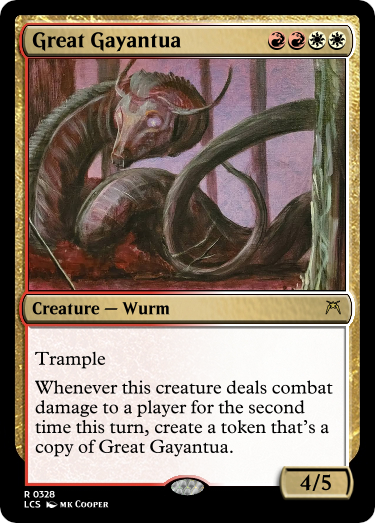 Great Gayantua
Creature — Wurm
Trample
Whenever this creature deals combat
damage to a player for the second
time this turn, create a token that's a
copy of Great Gayantua.
4/5
R 0328
LCS MK COOPER